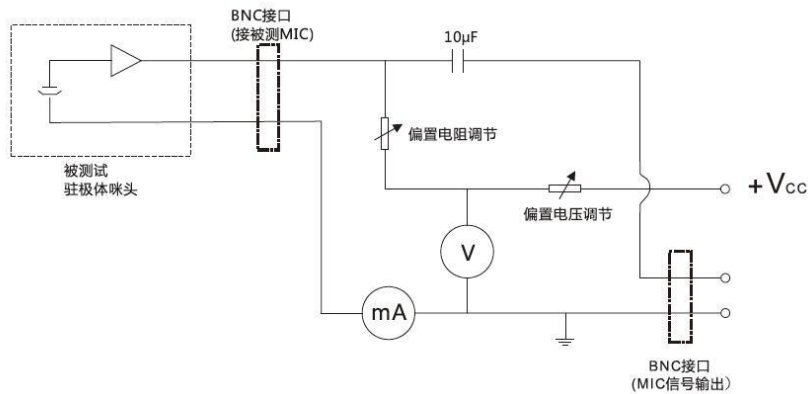 BNC接口
(接被测MIC)
10μF
偏置电阻调节
被测试
驻极体咪头
+VCC
偏置电压调节
V
mA
BNC接口
(MIC信号输出）